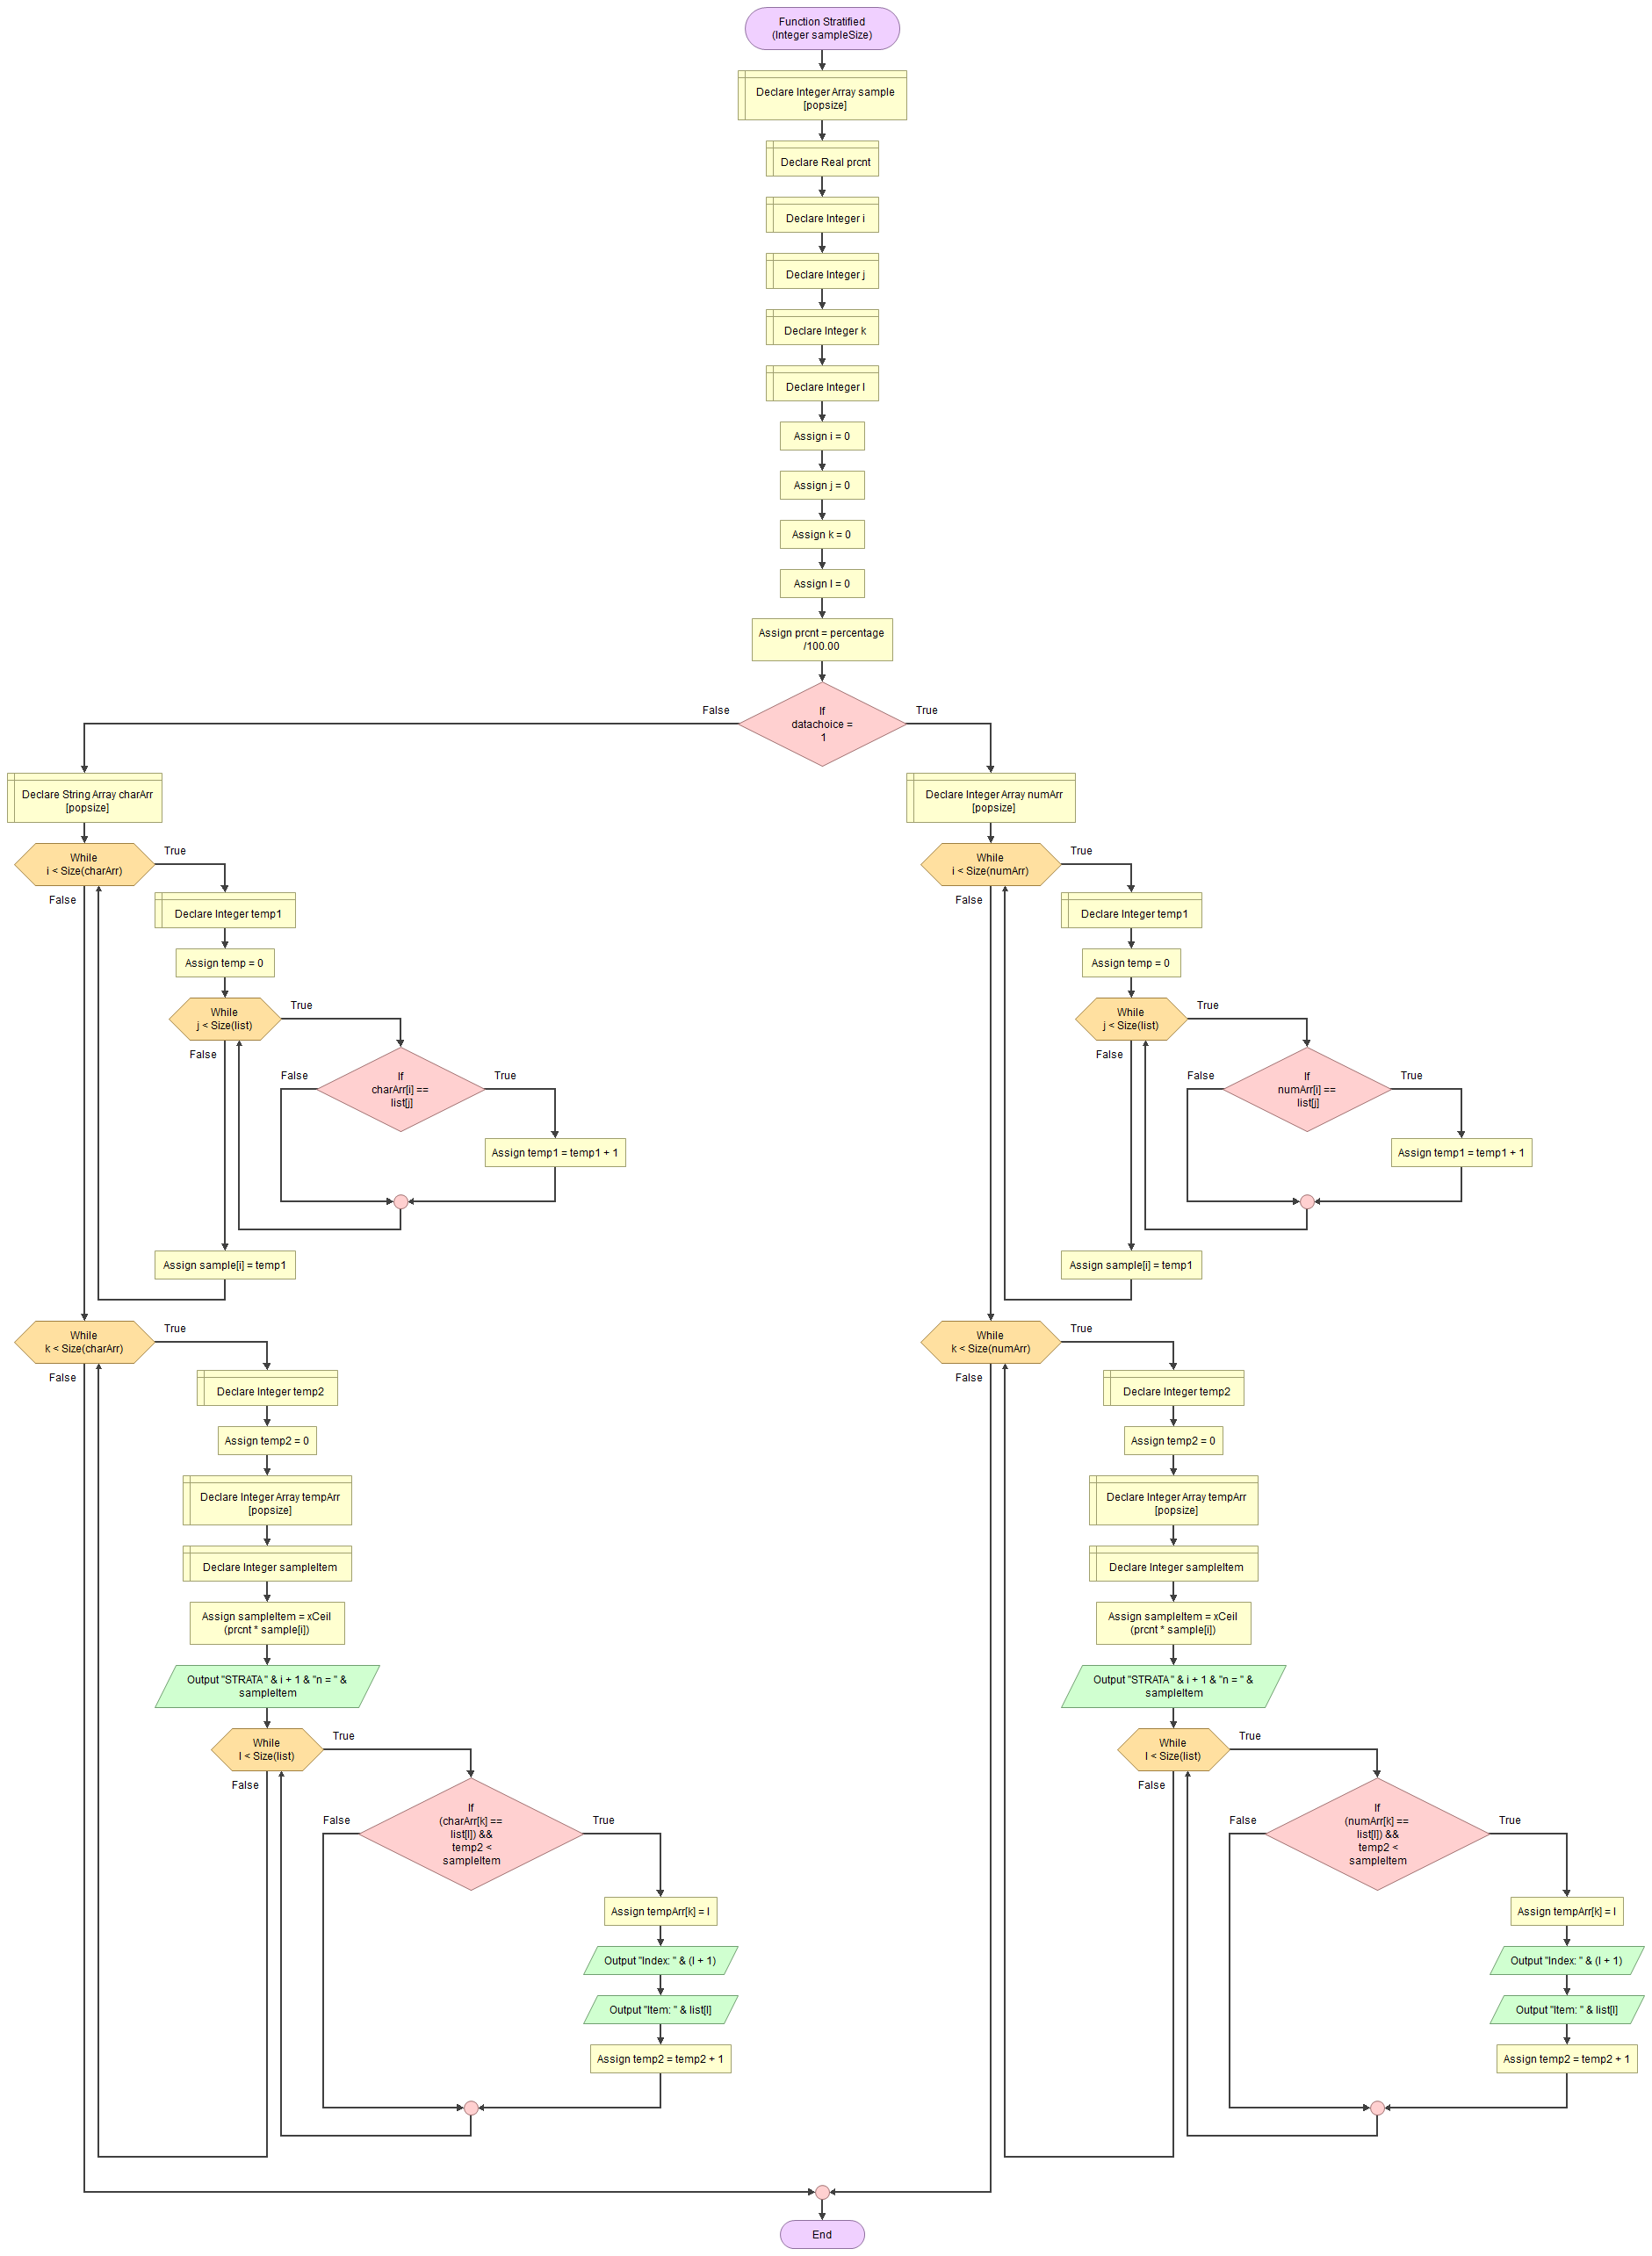 Function Stratified
(Integer sampleSize)
Declare Integer Array sample
[popsize]
Declare Real prcnt
Declare Integer i
Declare Integer j
Declare Integer k
Declare Integer l
Assign i = 0
Assign j = 0
Assign k = 0
Assign l = 0
Assign prcnt = percentage
/100.00
If
datachoice =
1
False
True
Declare String Array charArr
[popsize]
While
i < Size(charArr)
True
False
Declare Integer temp1
Assign temp = 0
While
j < Size(list)
True
False
If
charArr[i] ==
list[j]
False
True
Assign temp1 = temp1 + 1
Assign sample[i] = temp1
While
k < Size(charArr)
True
False
Declare Integer temp2
Assign temp2 = 0
Declare Integer Array tempArr
[popsize]
Declare Integer sampleItem
Assign sampleItem = xCeil
(prcnt * sample[i])
Output "STRATA " & i + 1 & "n = " &
sampleItem
While
l < Size(list)
True
False
If
(charArr[k] ==
list[l]) &&
temp2 <
sampleItem
False
True
Assign tempArr[k] = l
Output "Index: " & (l + 1)
Output "Item: " & list[l]
Assign temp2 = temp2 + 1
Declare Integer Array numArr
[popsize]
While
i < Size(numArr)
True
False
Declare Integer temp1
Assign temp = 0
While
j < Size(list)
True
False
If
numArr[i] ==
list[j]
False
True
Assign temp1 = temp1 + 1
Assign sample[i] = temp1
While
k < Size(numArr)
True
False
Declare Integer temp2
Assign temp2 = 0
Declare Integer Array tempArr
[popsize]
Declare Integer sampleItem
Assign sampleItem = xCeil
(prcnt * sample[i])
Output "STRATA " & i + 1 & "n = " &
sampleItem
While
l < Size(list)
True
False
If
(numArr[k] ==
list[l]) &&
temp2 <
sampleItem
False
True
Assign tempArr[k] = l
Output "Index: " & (l + 1)
Output "Item: " & list[l]
Assign temp2 = temp2 + 1
End